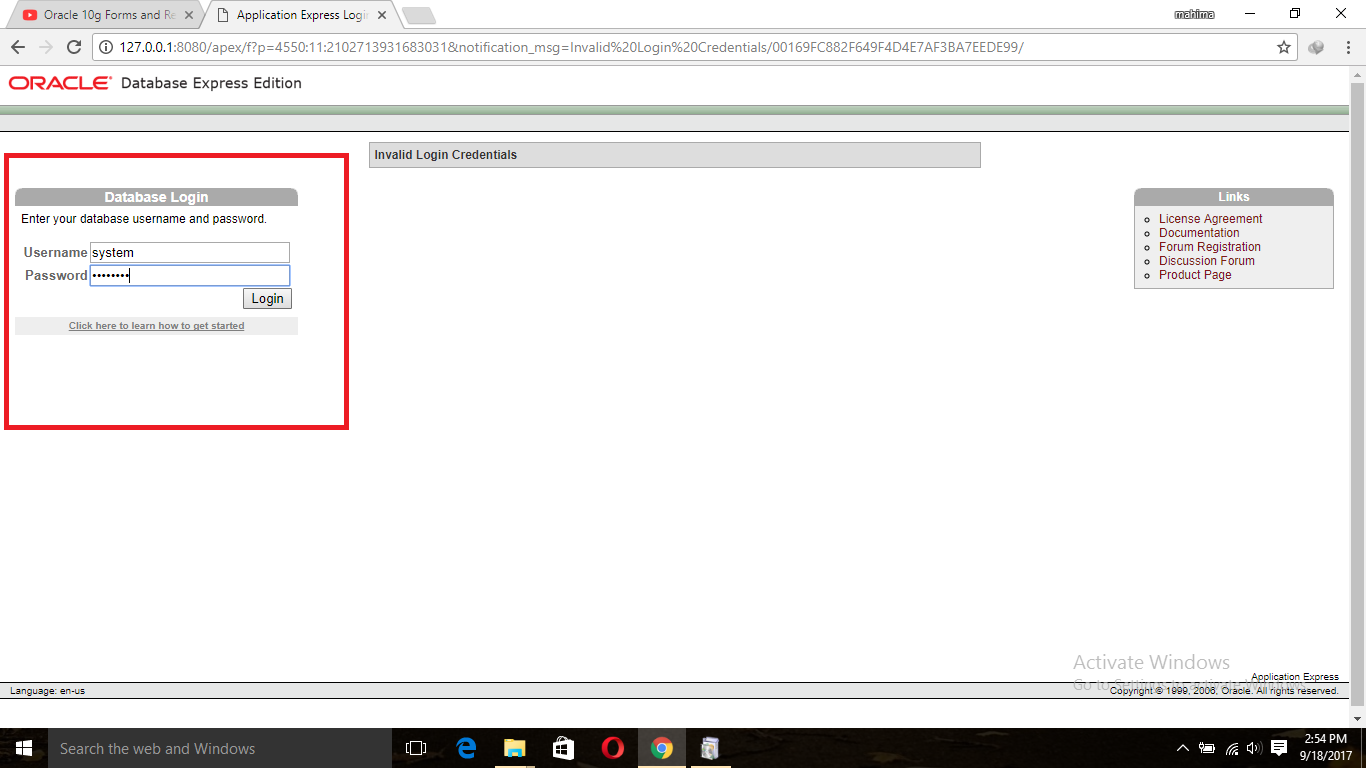 Oracle 10g Forms and Re
Application Express Login
mahima
127.0.0.1:8080/apex/f?p=4550:11:2102713931683031&notification_msg=Invalid%20Login%20Credentials/00169FC882F649F4D4E7AF3BA7EEDE99/
ORACLE Database Express Edition
Invalid Login Credentials
Database Login
Enter your database username and password.
Username system
Password ••••••••
Login
Click here to learn how to get started
Links
License Agreement
Documentation
Forum Registration
Discussion Forum
Product Page
Activate Windows
Go to Settings to activate Windows.
Application Express
Language: en-us
Copyright © 1999, 2006, Oracle. All rights reserved.
Search the web and Windows
2:54 PM
9/18/2017